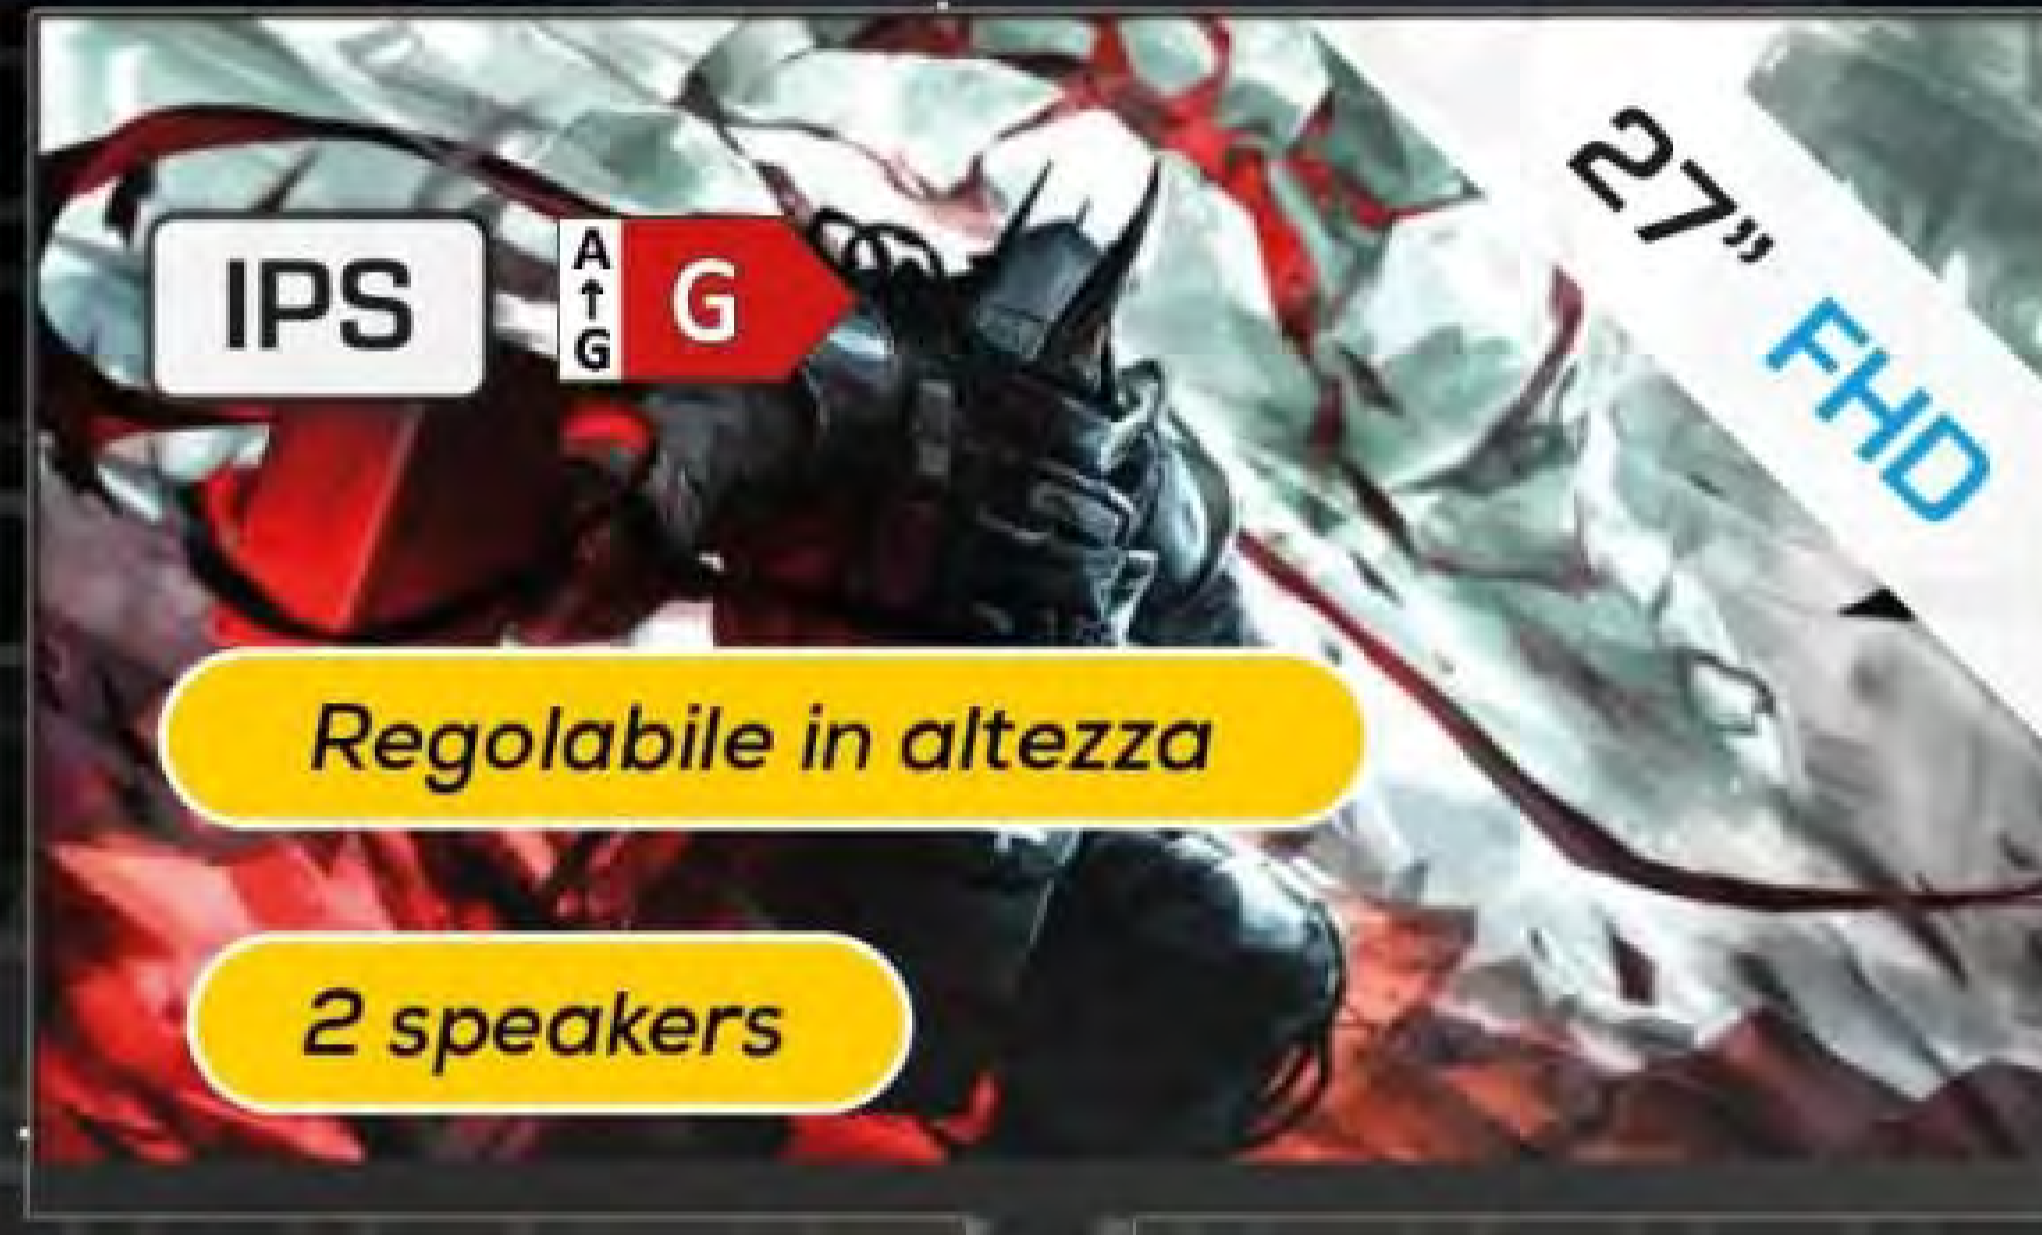 27” FHD
IPS
A
↑
G
G
Regolabile in altezza
2 speakers